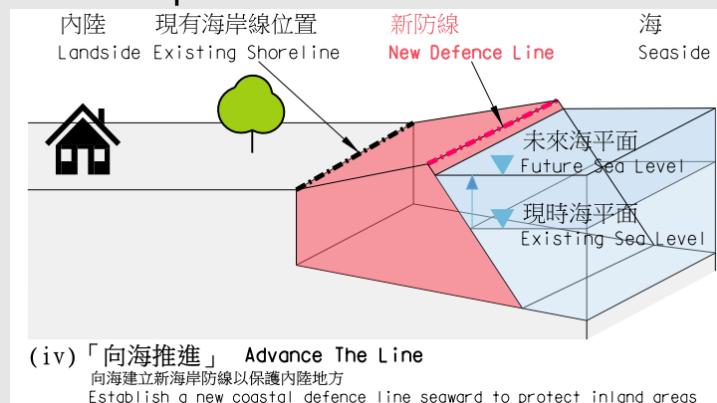 內陸 現有海岸線位置 新防線 海
Landside Existing Shoreline New Defence Line Seaside
未來海平面
Future Sea Level
現時海平面
Existing Sea Level
(iv)「向海推進」 Advance The Line
向海建立新海岸防線以保護內陸地方
Establish a new coastal defence line seaward to protect inland areas